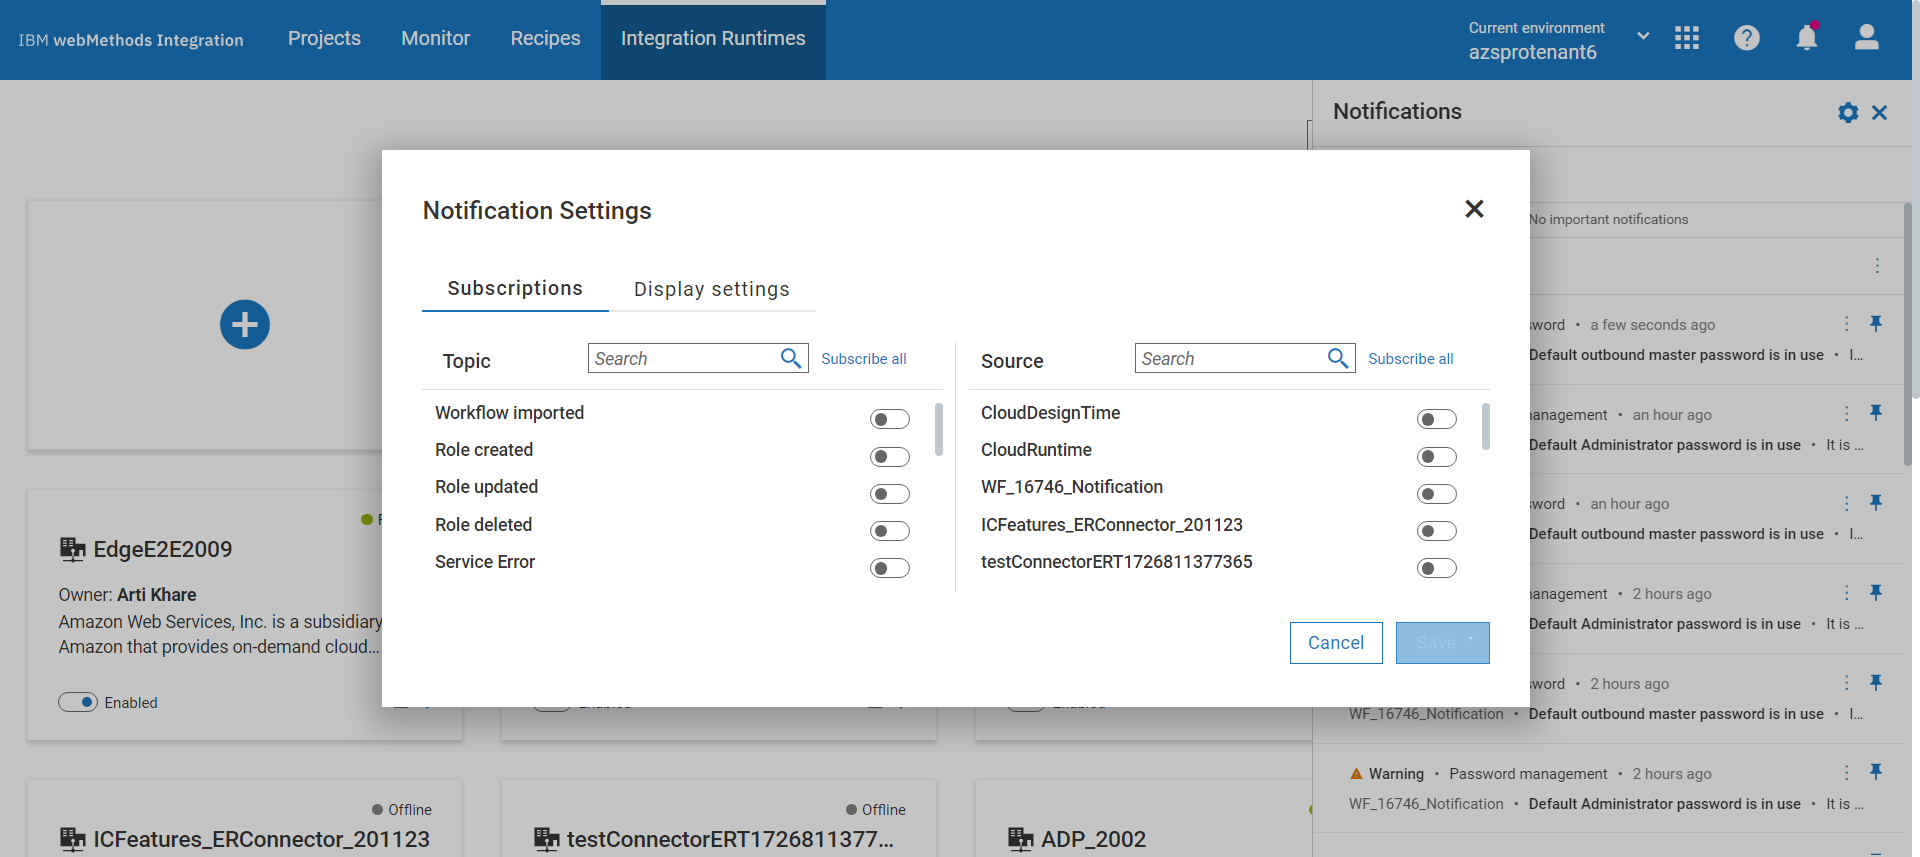 IBM webMethods Integration
Projects
Monitor
Recipes
Integration Runtimes
Current environment
azsprotenant6
Notifications
Notification Settings
Subscriptions
Display settings
Topic
Search
Subscribe all
Workflow imported
Role created
Role updated
Role deleted
Service Error
Source
Search
Subscribe all
CloudDesignTime
CloudRuntime
WF_16746_Notification
ICFeatures_ERConnector_201123
testConnectorERT1726811377365
Cancel
Save
No important notifications
word • a few seconds ago
Default outbound master password is in use • I...
anagement • an hour ago
Default Administrator password is in use • It is ...
word • an hour ago
Default outbound master password is in use • I...
anagement • 2 hours ago
Default Administrator password is in use • It is ...
word • 2 hours ago
WF_16746_Notification • Default outbound master password is in use • I...
Warning • Password management • 2 hours ago
WF_16746_Notification • Default Administrator password is in use • It is ...
EdgeE2E2009
Owner: Arti Khare
Amazon Web Services, Inc. is a subsidiary
Amazon that provides on-demand cloud...
Enabled
Offline
ICFeatures_ERConnector_201123
Offline
testConnectorERT1726811377...
ADP_2002